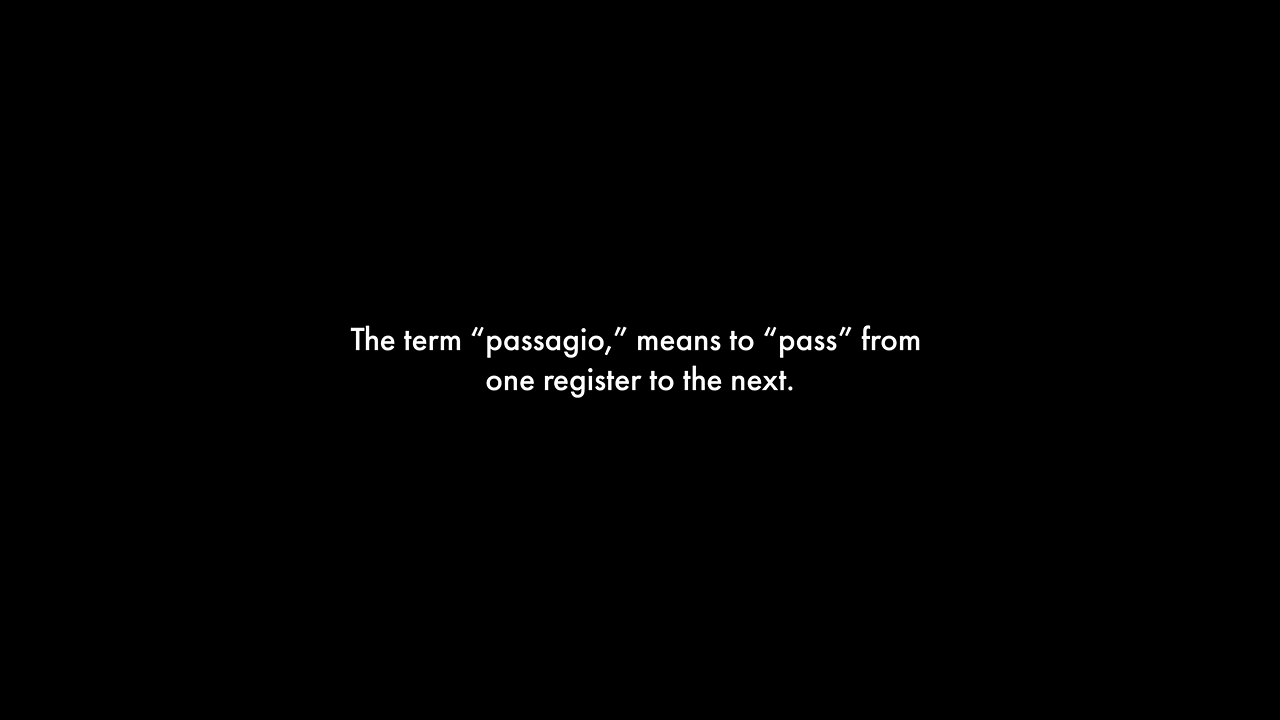 The term “passagio,” means to “pass” from
one register to the next.